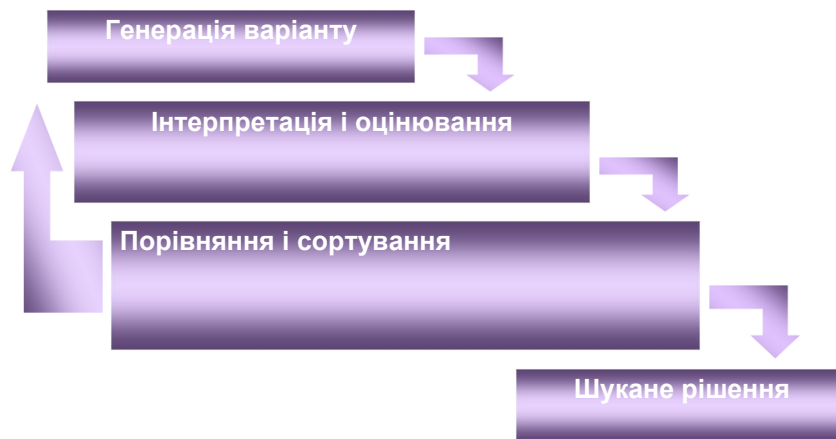 Генерація варіанту
Інтерпретація і оцінювання
Порівняння і сортування
Шукане рішення